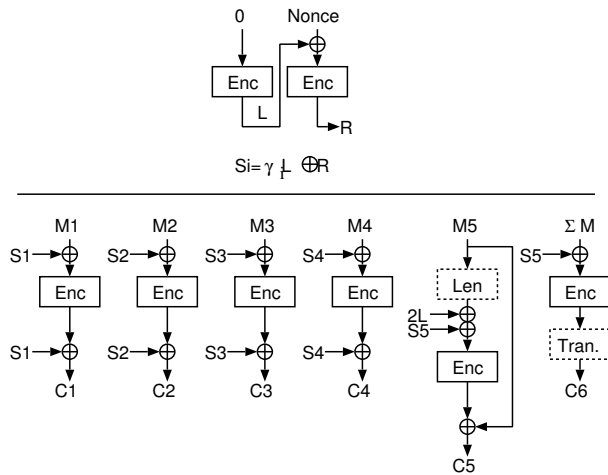 0 Nonce
Enc Enc
L
R
Si= γ i L ⊕R
M1 M2 M3 M4 M5 Σ M
S1 S2 S3 S4 S5
Enc Enc Enc Enc Len Enc
2L
S5
S1 S2 S3 S4 Enc Tran.
C1 C2 C3 C4 C6
C5